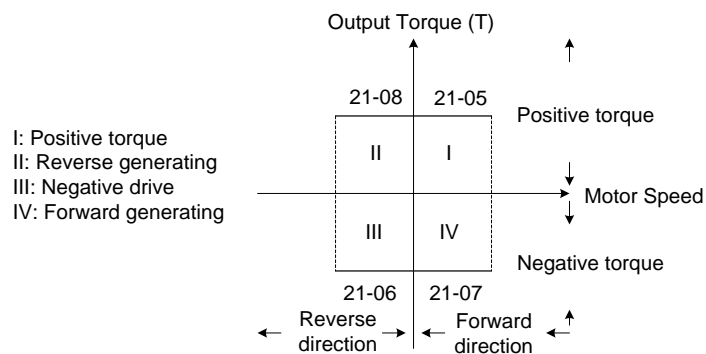 Output Torque (T)
21-08
21-05
Positive torque
I: Positive torque
II: Reverse generating
III: Negative drive
IV: Forward generating
II
I
Motor Speed
III
IV
Negative torque
21-06
21-07
Reverse
direction
Forward
direction